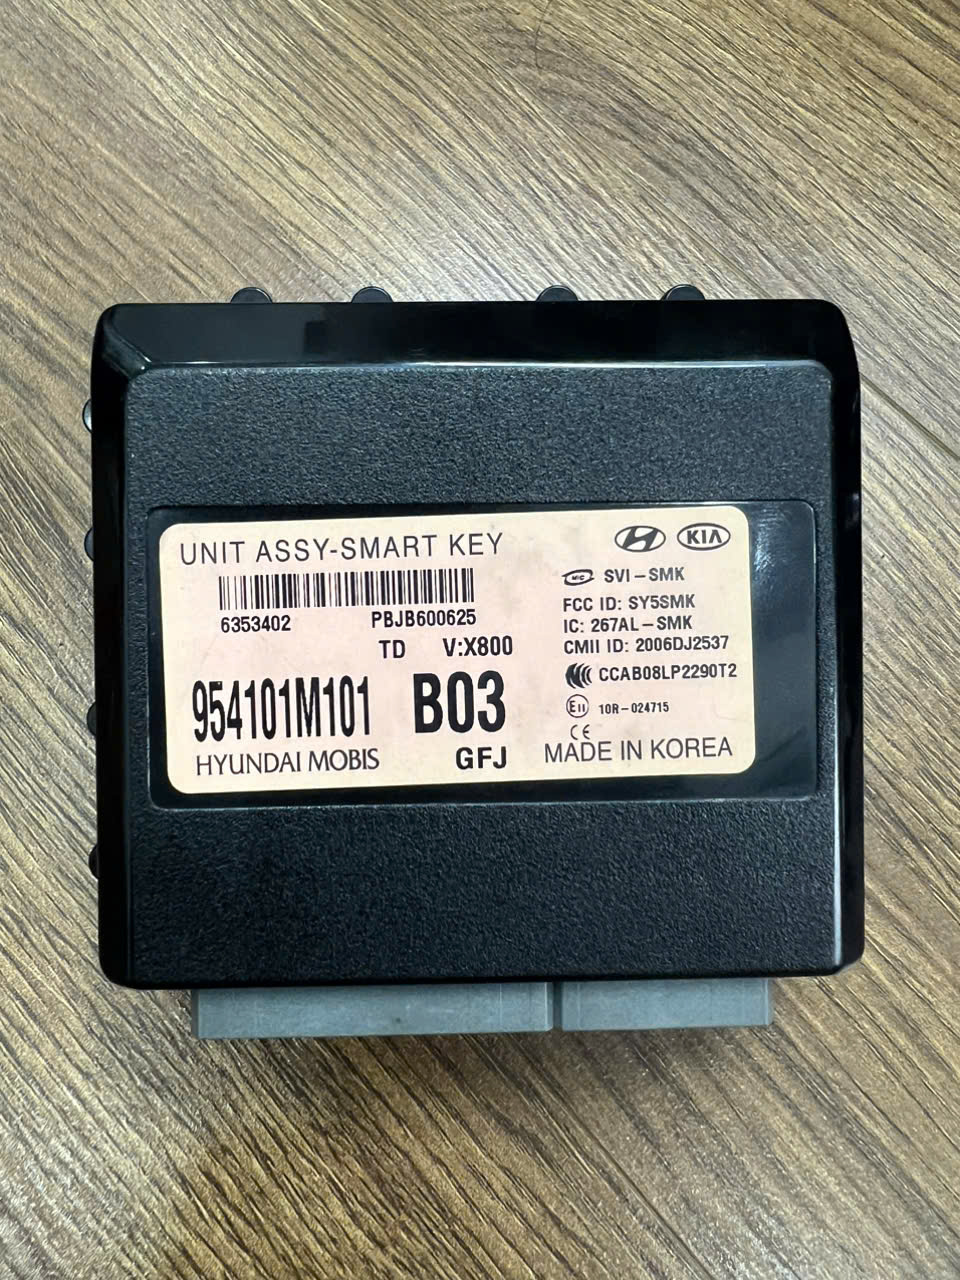 UNIT ASSY-SMART KEY
KIA
6353402 PBJB600625
TD V:X800
954101M101 B03
HYUNDAI MOBIS GFJ
MIC SVI-SMK
FCC ID: SY5SMK
IC: 267AL-SMK
CMII ID: 2006DJ2537
CCAB08LP2290T2
E11 10R-024715
CE
MADE IN KOREA